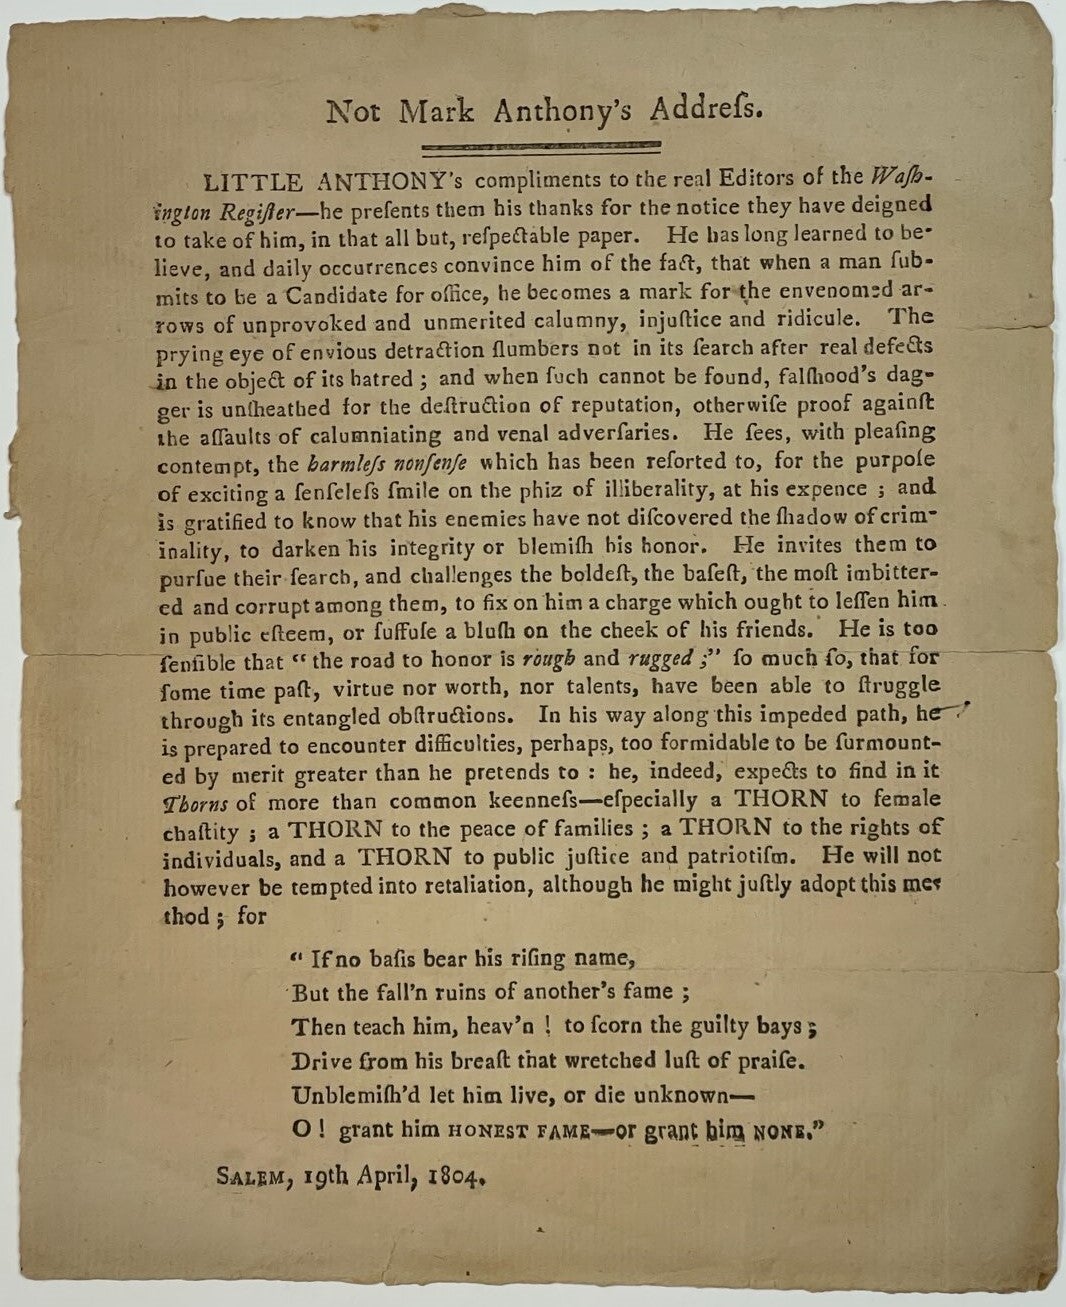 Not Mark Anthony's Addreſs.
LITTLE ANTHONY's compliments to the real Editors of the Waſh-
ington Regiſter—he preſents them his thanks for the notice they have deigned
to take of him, in that all but, reſpectable paper. He has long learned to be-
lieve, and daily occurrences convince him of the fact, that when a man ſub-
mits to be a Candidate for office, he becomes a mark for the envenomed ar-
rows of unprovoked and unmerited calumny, injuſtice and ridicule. The
prying eye of envious detraction ſlumbers not in its ſearch after real defects
in the object of its hatred ; and when ſuch cannot be found, falſhood's dag-
ger is unſheathed for the deſtruction of reputation, otherwiſe proof againſt
the aſſaults of calumniating and venal adverſaries. He ſees, with pleaſing
contempt, the harmleſs nonſenſe which has been reſorted to, for the purpoſe
of exciting a ſenſeleſs ſmile on the phiz of illiberality, at his expence ; and
is gratified to know that his enemies have not diſcovered the ſhadow of crim-
inality, to darken his integrity or blemiſh his honor. He invites them to
purſue their ſearch, and challenges the boldeſt, the baſeſt, the moſt imbitter-
ed and corrupt among them, to fix on him a charge which ought to leſſen him
in public eſteem, or ſuffuſe a bluſh on the cheek of his friends. He is too
ſenſible that “ the road to honor is rough and rugged ;” ſo much ſo, that for
ſome time paſt, virtue nor worth, nor talents, have been able to ſtruggle
through its entangled obſtructions. In his way along this impeded path, he
is prepared to encounter difficulties, perhaps, too formidable to be ſurmount-
ed by merit greater than he pretends to : he, indeed, expects to find in it
Thorns of more than common keenneſs—eſpecially a THORN to female
chaſtity ; a THORN to the peace of families ; a THORN to the rights of
individuals, and a THORN to public juſtice and patriotiſm. He will not
however be tempted into retaliation, although he might juſtly adopt this me-
thod ; for
“ If no baſis bear his riſing name,
But the fall'n ruins of another's fame ;
Then teach him, heav'n ! to ſcorn the guilty bays ;
Drive from his breaſt that wretched luſt of praiſe.
Unblemiſh'd let him live, or die unknown—
O ! grant him HONEST FAME—or grant him NONE.”
SALEM, 19th April, 1804.